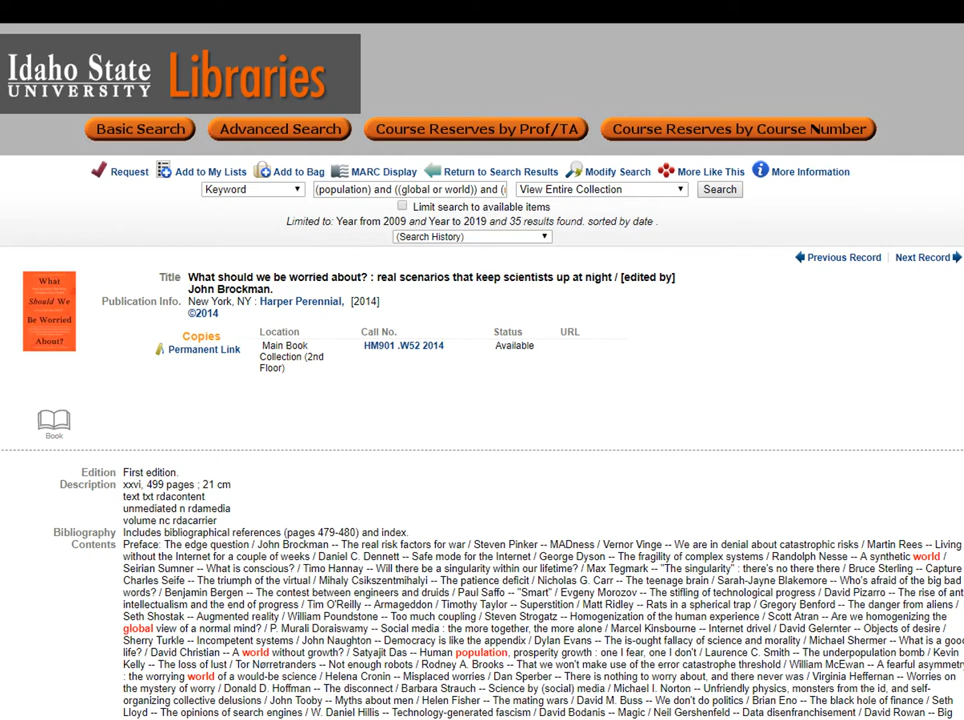 Idaho State
UNIVERSITY
Libraries
Basic Search
Advanced Search
Course Reserves by Prof/TA
Course Reserves by Course Number
Request
Add to My Lists
Add to Bag
MARC Display
Return to Search Results
Modify Search
More Like This
More Information
Keyword
(population) and ((global or world)) and (
View Entire Collection
Search
Limit search to available items
Limited to: Year from 2009 and Year to 2019 and 35 results found. sorted by date .
(Search History)
Previous Record
Next Record
What
Should We
Be Worried
About?
Title What should we be worried about? : real scenarios that keep scientists up at night / [edited by]
John Brockman.
Publication Info. New York, NY : Harper Perennial, [2014]
©2014
Copies
Permanent Link
Location Call No. Status URL
Main Book HM901 .W52 2014 Available
Collection (2nd
Floor)
Book
Edition First edition.
Description xxvi, 499 pages ; 21 cm
text txt rdacontent
unmediated n rdamedia
volume nc rdacarrier
Bibliography Includes bibliographical references (pages 479-480) and index.
Contents Preface: The edge question / John Brockman -- The real risk factors for war / Steven Pinker -- MADness / Vernor Vinge -- We are in denial about catastrophic risks / Martin Rees -- Living
without the Internet for a couple of weeks / Daniel C. Dennett -- Safe mode for the Internet / George Dyson -- The fragility of complex systems / Randolph Nesse -- A synthetic world /
Seirian Sumner -- What is conscious? / Timo Hannay -- Will there be a singularity within our lifetime? / Max Tegmark -- "The singularity" : there's no there there / Bruce Sterling -- Capture
Charles Seife -- The triumph of the virtual / Mihaly Csikszentmihalyi -- The patience deficit / Nicholas G. Carr -- The teenage brain / Sarah-Jayne Blakemore -- Who's afraid of the big bad
words? / Benjamin Bergen -- The contest between engineers and druids / Paul Saffo -- "Smart" / Evgeny Morozov -- The stifling of technological progress / David Pizarro -- The rise of ant
intellectualism and the end of progress / Tim O'Reilly -- Armageddon / Timothy Taylor -- Superstition / Matt Ridley -- Rats in a spherical trap / Gregory Benford -- The danger from aliens /
Seth Shostak -- Augmented reality / William Poundstone -- Too much coupling / Steven Strogatz -- Homogenization of the human experience / Scott Atran -- Are we homogenizing the
global view of a normal mind? / P. Murali Doraiswamy -- Social media : the more together, the more alone / Marcel Kinsbourne -- Internet drivel / David Gelernter -- Objects of desire /
Sherry Turkle -- Incompetent systems / John Naughton -- Democracy is like the appendix / Dylan Evans -- The is-ought fallacy of science and morality / Michael Shermer -- What is a goo
life? / David Christian -- A world without growth? / Satyajit Das -- Human population, prosperity growth : one I fear, one I don't / Laurence C. Smith -- The underpopulation bomb / Kevin
Kelly -- The loss of lust / Tor Nørretranders -- Not enough robots / Rodney A. Brooks -- That we won't make use of the error catastrophe threshold / William McEwan -- A fearful asymmetr
: the worrying world of a would-be science / Helena Cronin -- Misplaced worries / Dan Sperber -- There is nothing to worry about, and there never was / Virginia Heffernan -- Worries on
the mystery of worry / Donald D. Hoffman -- The disconnect / Barbara Strauch -- Science by (social) media / Michael I. Norton -- Unfriendly physics, monsters from the id, and self-
organizing collective delusions / John Tooby -- Myths about men / Helen Fisher -- The mating wars / David M. Buss -- We don't do politics / Brian Eno -- The black hole of finance / Seth
Lloyd -- The opinions of search engines / W. Daniel Hillis -- Technology-generated fascism / David Bodanis -- Magic / Neil Gershenfeld -- Data disenfranchisement / David Rowan -- Big